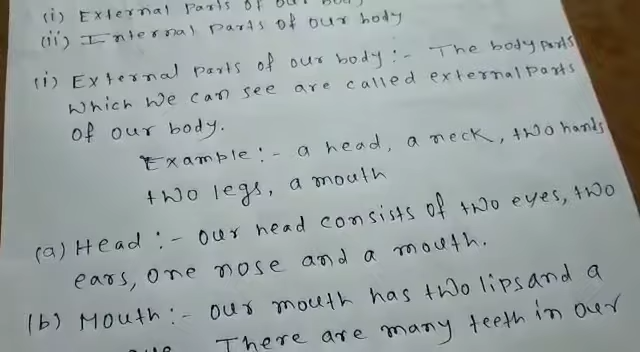 (i) External parts of our body
(ii) Internal parts of our body
(i) External parts of our body :- The body parts
which we can see are called external parts
of our body.
Example :- a head, a neck, two hands
two legs, a mouth
(a) Head :- our head consists of two eyes, two
ears, one nose and a mouth.
(b) Mouth :- our mouth has two lips and a
There are many teeth in our